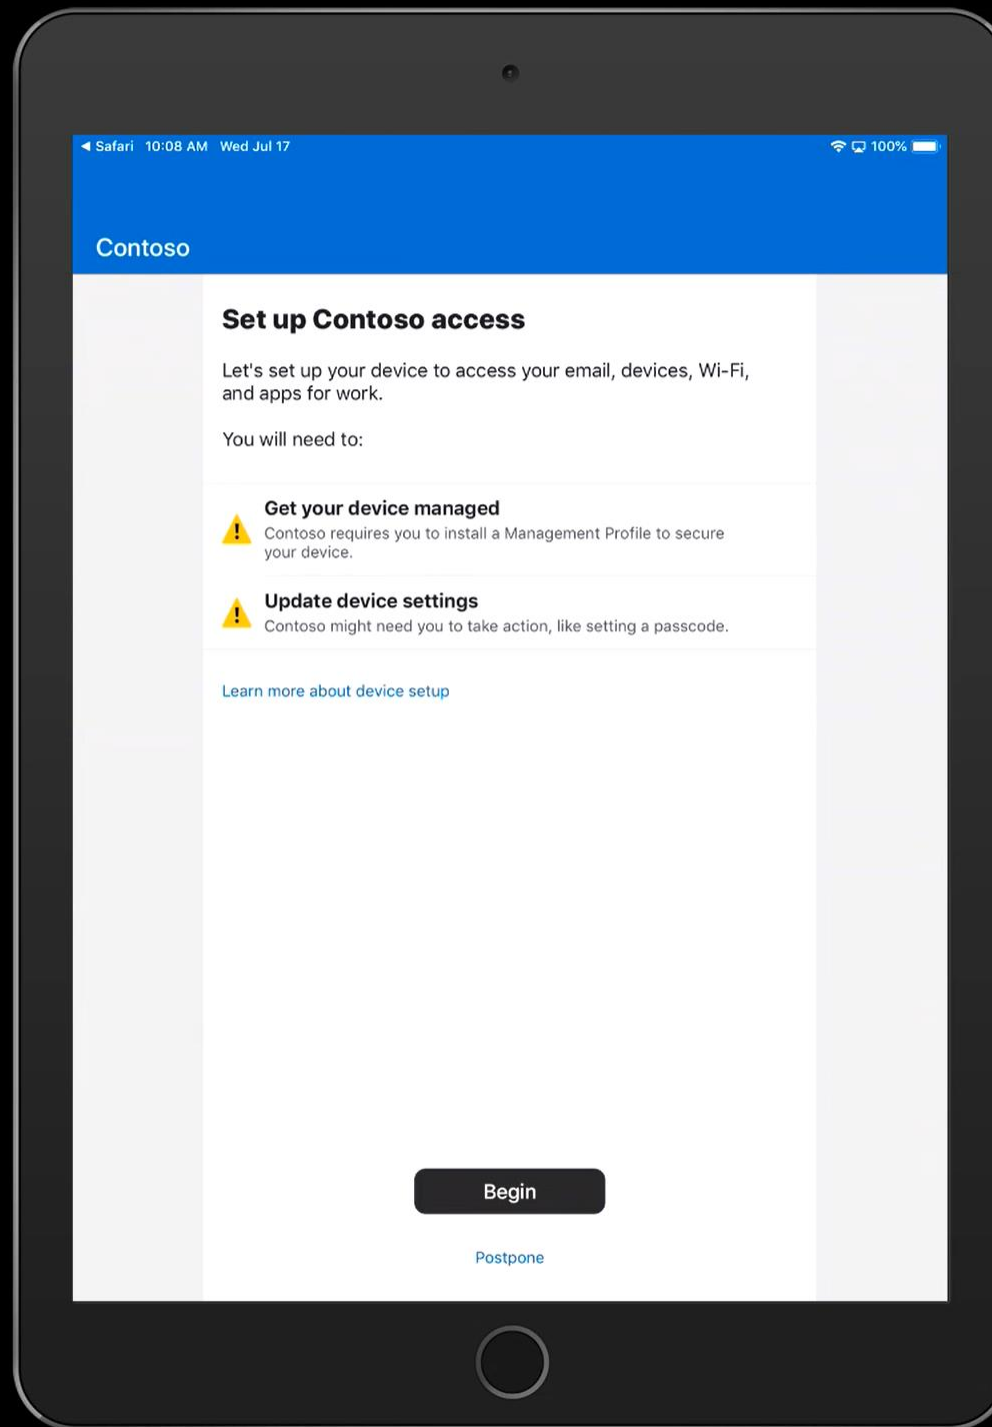 ◀ Safari 10:08 AM Wed Jul 17 100%
Contoso
Set up Contoso access
Let's set up your device to access your email, devices, Wi-Fi,
and apps for work.
You will need to:
Get your device managed
Contoso requires you to install a Management Profile to secure
your device.
Update device settings
Contoso might need you to take action, like setting a passcode.
Learn more about device setup
Begin
Postpone